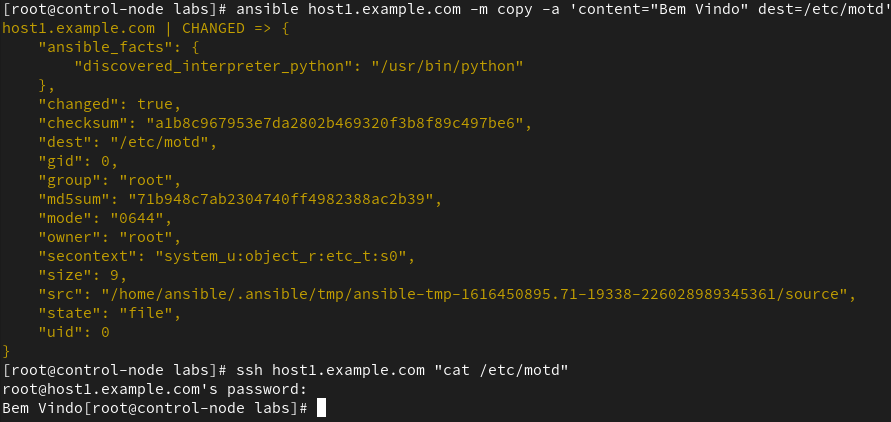 [root@control-node labs]# ansible host1.example.com -m copy -a 'content="Bem Vindo" dest=/etc/motd'
host1.example.com | CHANGED => {
    "ansible_facts": {
        "discovered_interpreter_python": "/usr/bin/python"
    },
    "changed": true,
    "checksum": "a1b8c967953e7da2802b469320f3b8f89c497be6",
    "dest": "/etc/motd",
    "gid": 0,
    "group": "root",
    "md5sum": "71b948c7ab2304740ff4982388ac2b39",
    "mode": "0644",
    "owner": "root",
    "secontext": "system_u:object_r:etc_t:s0",
    "size": 9,
    "src": "/home/ansible/.ansible/tmp/ansible-tmp-1616450895.71-19338-226028989345361/source",
    "state": "file",
    "uid": 0
}
[root@control-node labs]# ssh host1.example.com "cat /etc/motd"
root@host1.example.com's password:
Bem Vindo[root@control-node labs]#